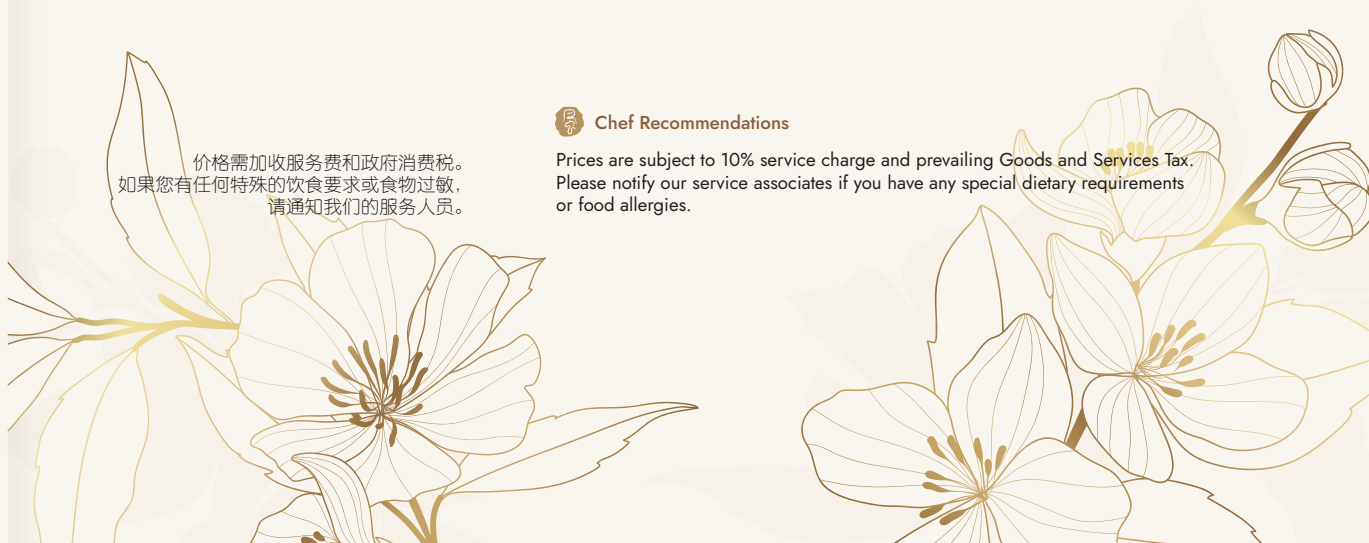 价格需加收服务费和政府消费税。
如果您有任何特殊的饮食要求或食物过敏，
请通知我们的服务人员。
Chef Recommendations
Prices are subject to 10% service charge and prevailing Goods and Services Tax.
Please notify our service associates if you have any special dietary requirements
or food allergies.